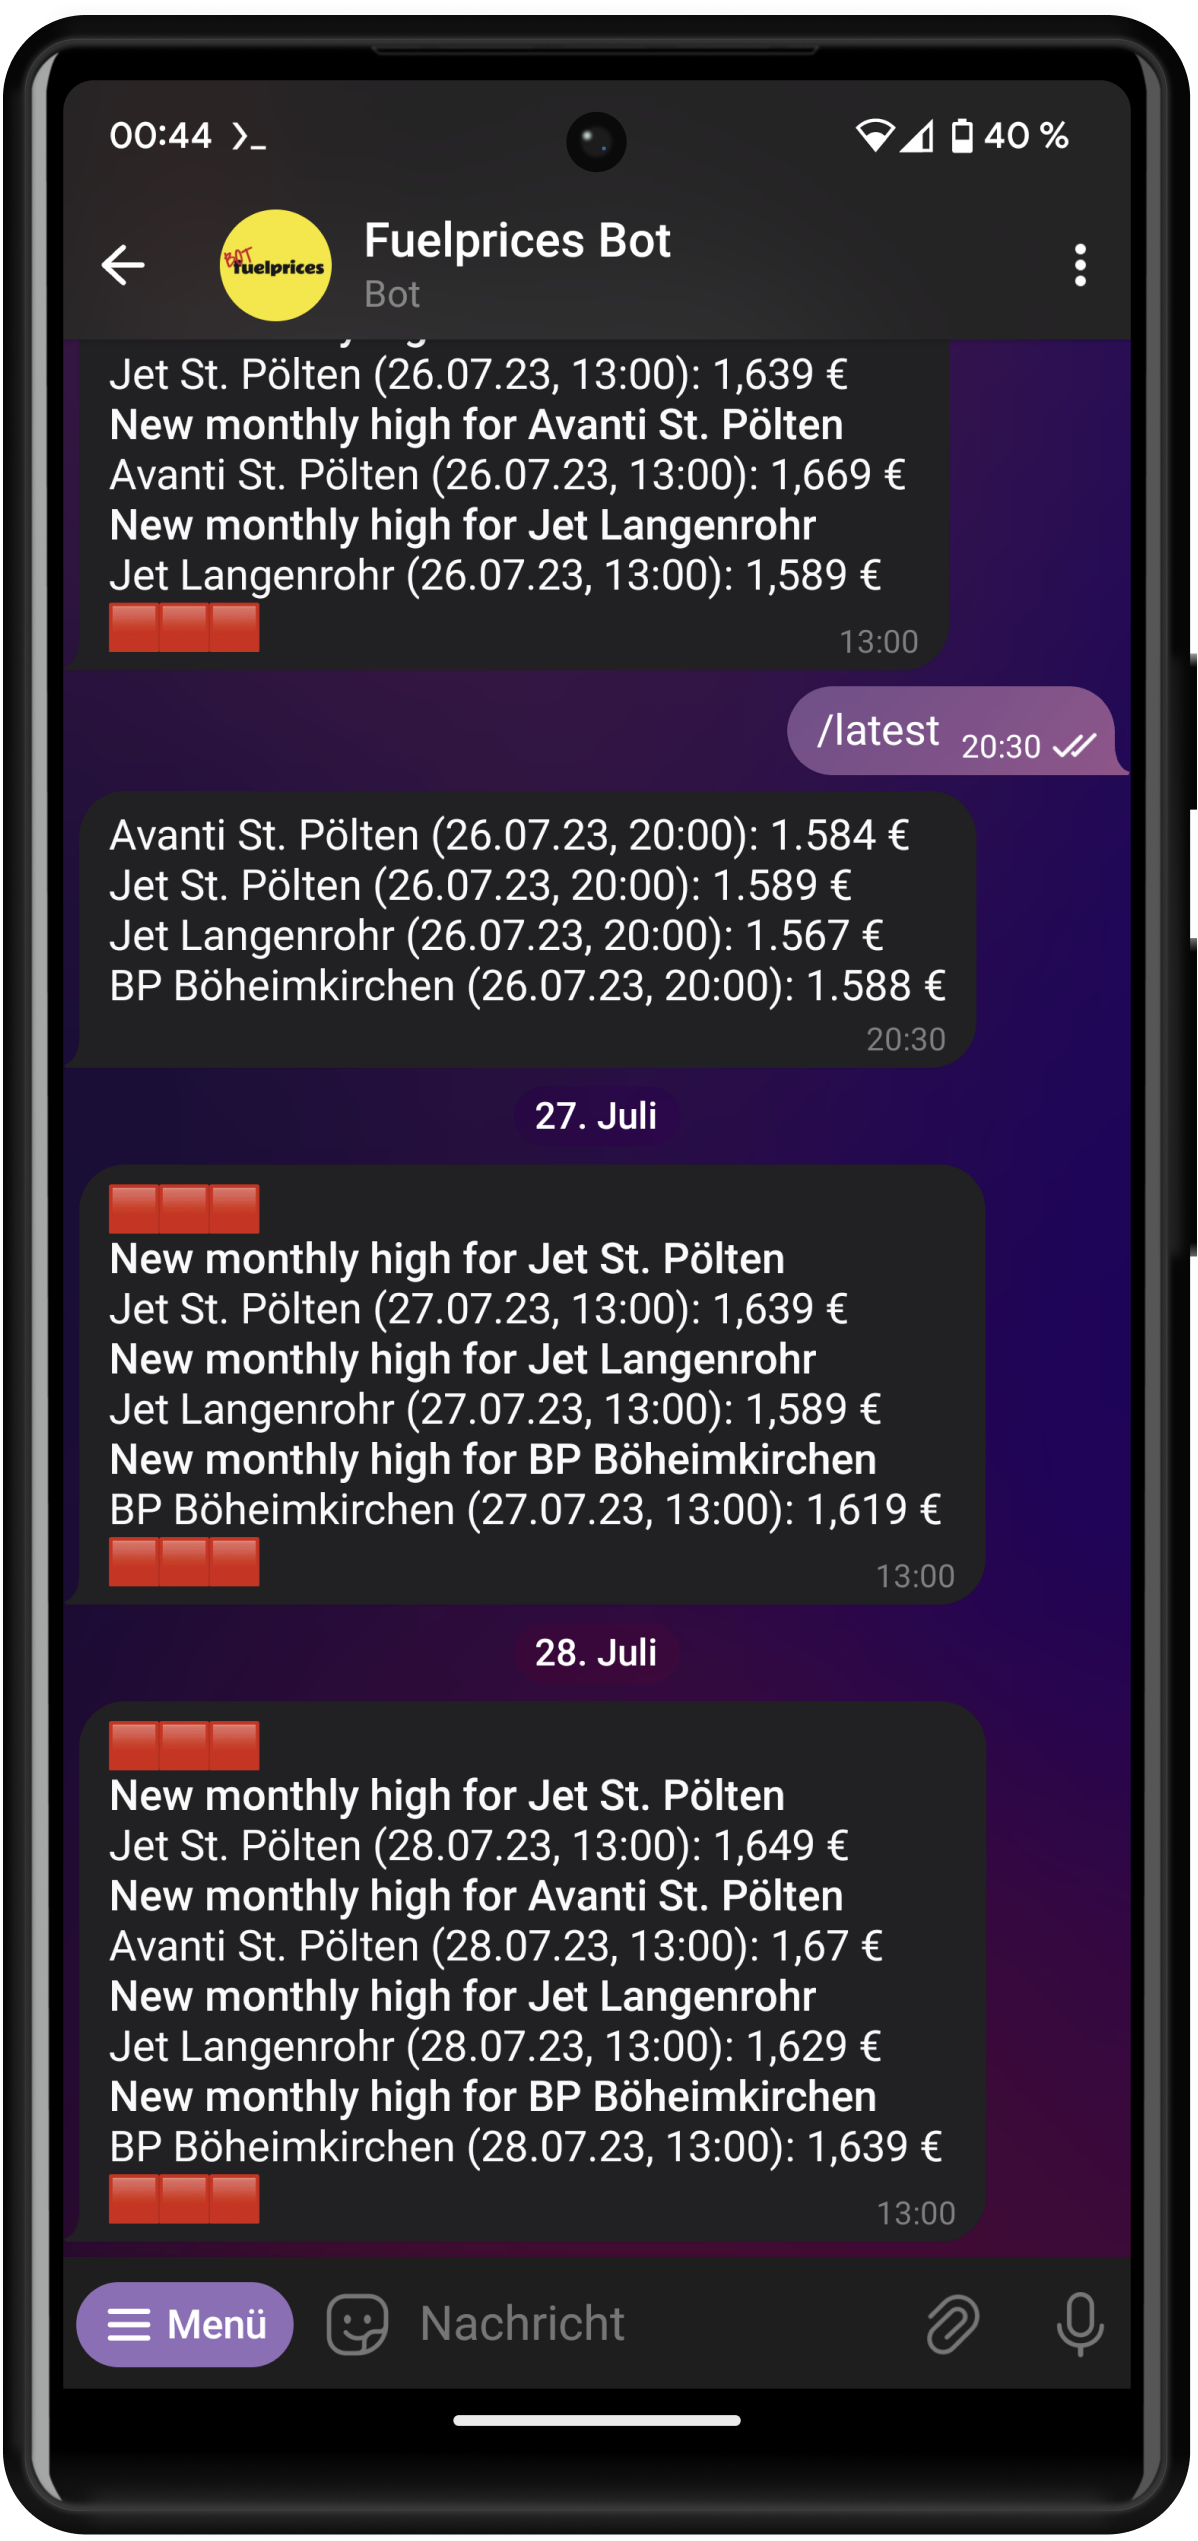 00:44
40 %
BOT
fuelprices
Fuelprices Bot
Bot
Jet St. Pölten (26.07.23, 13:00): 1,639 €
New monthly high for Avanti St. Pölten
Avanti St. Pölten (26.07.23, 13:00): 1,669 €
New monthly high for Jet Langenrohr
Jet Langenrohr (26.07.23, 13:00): 1,589 €
13:00
/latest 20:30
Avanti St. Pölten (26.07.23, 20:00): 1.584 €
Jet St. Pölten (26.07.23, 20:00): 1.589 €
Jet Langenrohr (26.07.23, 20:00): 1.567 €
BP Böheimkirchen (26.07.23, 20:00): 1.588 €
20:30
27. Juli
New monthly high for Jet St. Pölten
Jet St. Pölten (27.07.23, 13:00): 1,639 €
New monthly high for Jet Langenrohr
Jet Langenrohr (27.07.23, 13:00): 1,589 €
New monthly high for BP Böheimkirchen
BP Böheimkirchen (27.07.23, 13:00): 1,619 €
13:00
28. Juli
New monthly high for Jet St. Pölten
Jet St. Pölten (28.07.23, 13:00): 1,649 €
New monthly high for Avanti St. Pölten
Avanti St. Pölten (28.07.23, 13:00): 1,67 €
New monthly high for Jet Langenrohr
Jet Langenrohr (28.07.23, 13:00): 1,629 €
New monthly high for BP Böheimkirchen
BP Böheimkirchen (28.07.23, 13:00): 1,639 €
13:00
Menü
Nachricht